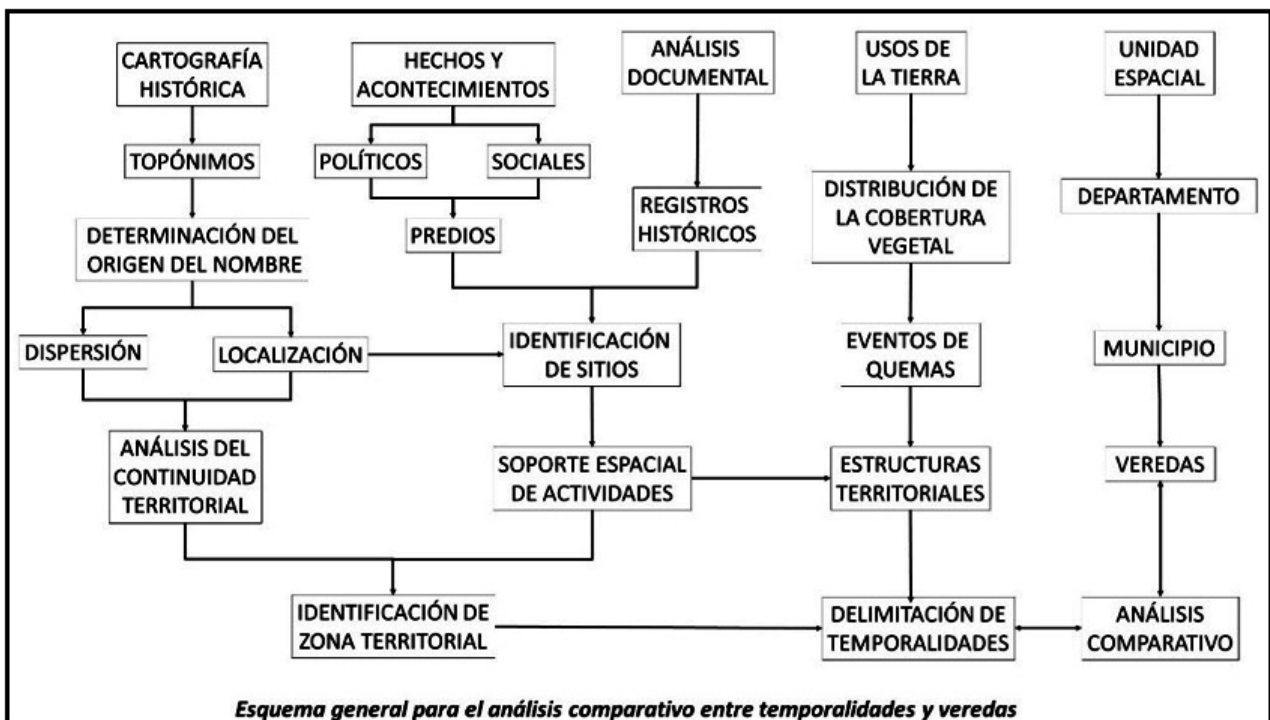 CARTOGRAFÍA
HISTÓRICA
HECHOS Y
ACONTECIMIENTOS
ANÁLISIS
DOCUMENTAL
USOS DE
LA TIERRA
UNIDAD
ESPACIAL
TOPÓNIMOS
POLÍTICOS
SOCIALES
DISTRIBUCIÓN DE
LA COBERTURA
VEGETAL
DEPARTAMENTO
DETERMINACIÓN DEL
ORIGEN DEL NOMBRE
PREDIOS
REGISTROS
HISTÓRICOS
DISPERSIÓN
LOCALIZACIÓN
IDENTIFICACIÓN
DE SITIOS
EVENTOS DE
QUEMAS
MUNICIPIO
ANÁLISIS DEL
CONTINUIDAD
TERRITORIAL
SOPORTE ESPACIAL
DE ACTIVIDADES
ESTRUCTURAS
TERRITORIALES
VEREDAS
IDENTIFICACIÓN DE
ZONA TERRITORIAL
DELIMITACIÓN DE
TEMPORALIDADES
ANÁLISIS
COMPARATIVO
Esquema general para el análisis comparativo entre temporalidades y veredas